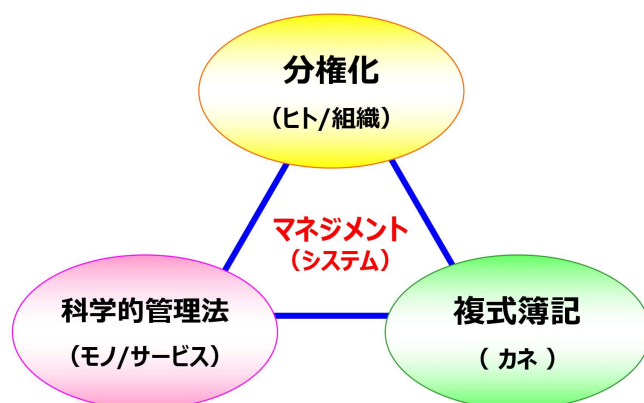 分権化
(ヒト/組織)
マネジメント
(システム)
科学的管理法
(モノ/サービス)
複式簿記
( カネ )